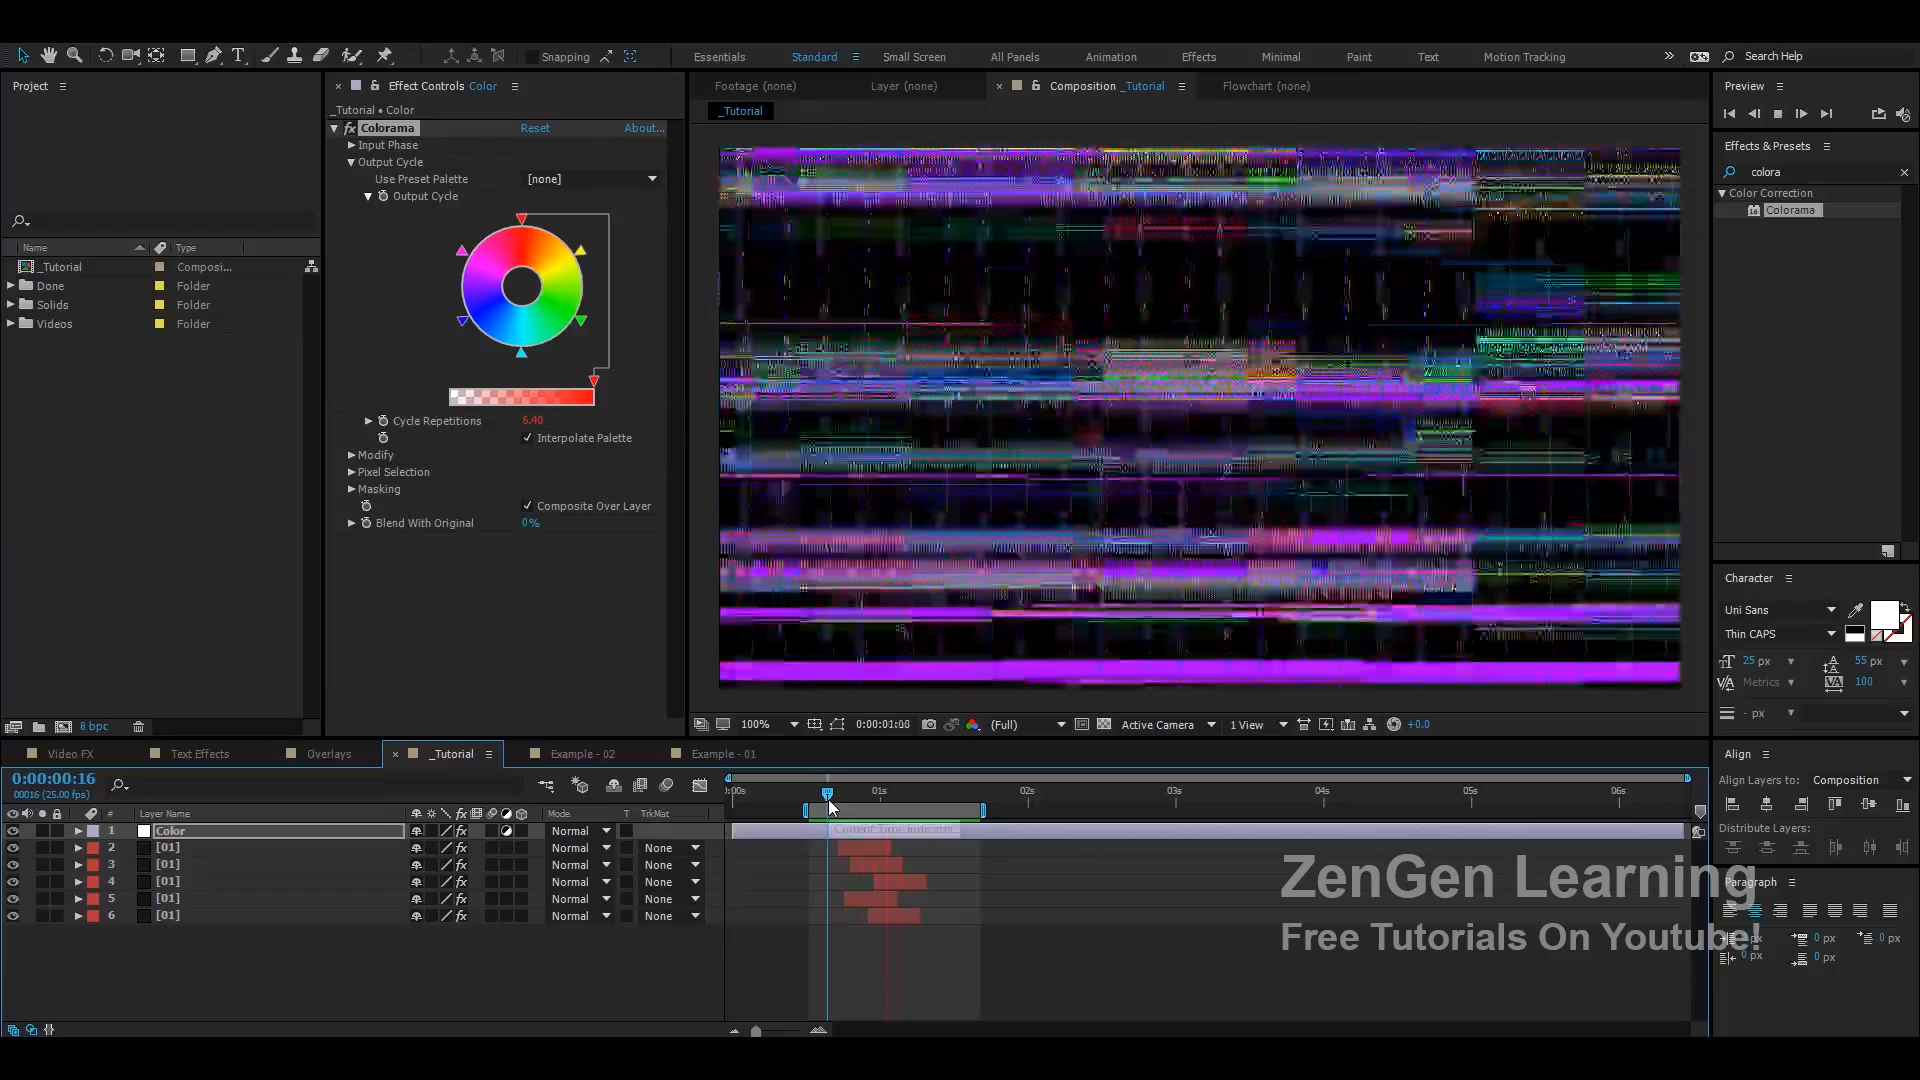 Snapping
Essentials
Standard
Small Screen
All Panels
Animation
Effects
Minimal
Paint
Text
Motion Tracking
Search Help
Project
Effect Controls Color
Footage (none)
Layer (none)
Composition _Tutorial
Flowchart (none)
Preview
_Tutorial • Color
_Tutorial
Colorama
Reset
About...
Input Phase
Output Cycle
Use Preset Palette
[none]
Output Cycle
Cycle Repetitions
6.40
Interpolate Palette
Modify
Pixel Selection
Masking
Composite Over Layer
Blend With Original
0%
Effects & Presets
colora
Color Correction
Colorama
Name
Type
_Tutorial
Composi...
Done
Folder
Solids
Folder
Videos
Folder
8 bpc
100%
0:00:01:08
(Full)
Active Camera
1 View
+0.0
Character
Uni Sans
Thin CAPS
25 px
55 px
Metrics
100
- px
Video FX
Text Effects
Overlays
_Tutorial
Example - 02
Example - 01
0:00:00:16
00016 (25.00 fps)
:00s
01s
02s
03s
04s
05s
06s
#
Layer Name
Mode
T
TrkMat
1
Color
Normal
2
[01]
Normal
None
3
[01]
Normal
None
4
[01]
Normal
None
5
[01]
Normal
None
6
[01]
Normal
None
Current Time Indicator
Align
Align Layers to:
Composition
Distribute Layers:
Paragraph
0 px
0 px
0 px
0 px
ZenGen Learning
Free Tutorials On Youtube!